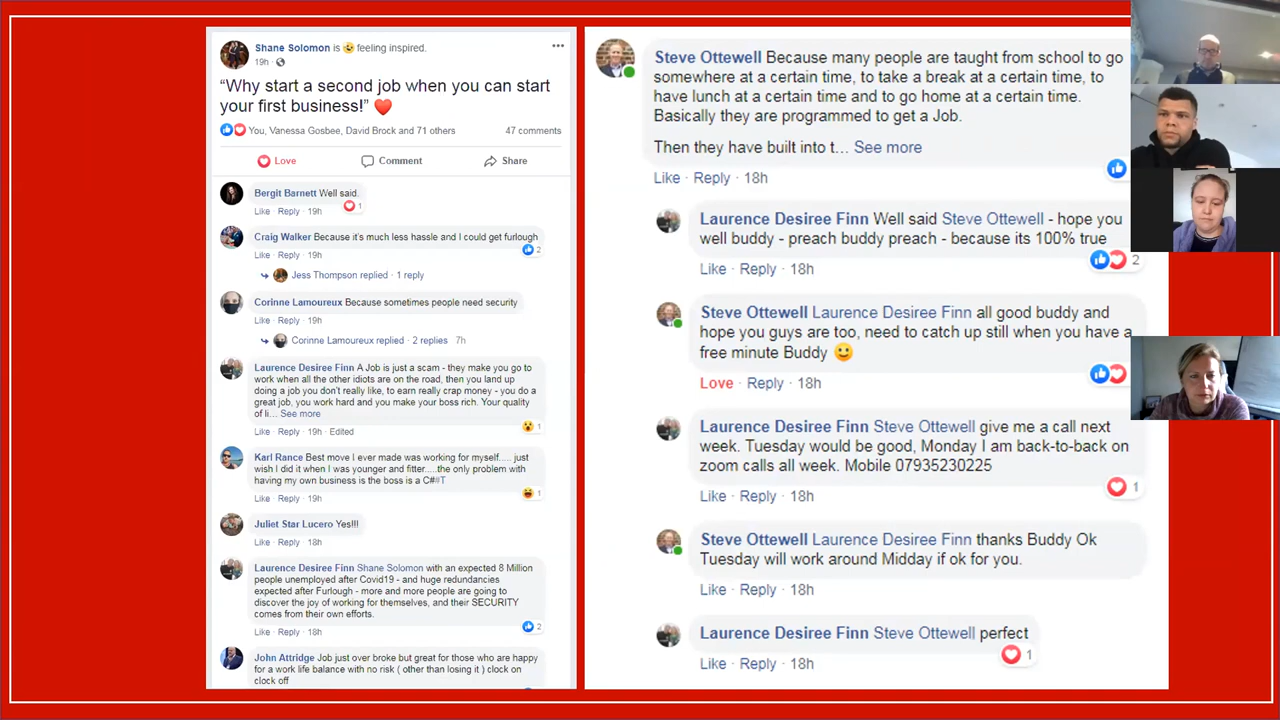 Shane Solomon is feeling inspired.
19h
“Why start a second job when you can start
your first business!”
You, Vanessa Gosbee, David Brock and 71 others
47 comments
Love
Comment
Share
Bergit Barnett Well said.
1
Like · Reply · 19h
Craig Walker Because it's much less hassle and I could get furlough
2
Like · Reply · 19h
Jess Thompson replied · 1 reply
Corinne Lamoureux Because sometimes people need security
Like · Reply · 19h
Corinne Lamoureux replied · 2 replies 7h
Laurence Desiree Finn A Job is just a scam - they make you go to
work when all the other idiots are on the road, then you land up
doing a job you don't really like, to earn really crap money - you do a
great job, you work hard and you make your boss rich. Your quality
of li... See more
1
Like · Reply · 19h · Edited
Karl Rance Best move I ever made was working for myself..... just
wish I did it when I was younger and fitter.....the only problem with
having my own business is the boss is a C#⁠#T
1
Like · Reply · 19h
Juliet Star Lucero Yes!!!
Like · Reply · 18h
Laurence Desiree Finn Shane Solomon with an expected 8 Million
people unemployed after Covid19 - and huge redundancies
expected after Furlough - more and more people are going to
discover the joy of working for themselves, and their SECURITY
comes from their own efforts.
2
Like · Reply · 18h
John Attridge Job just over broke but great for those who are happy
for a work life balance with no risk ( other than losing it ) clock on
clock off
Steve Ottewell Because many people are taught from school to go
somewhere at a certain time, to take a break at a certain time, to
have lunch at a certain time and to go home at a certain time.
Basically they are programmed to get a Job.
Then they have built into t... See more
Like · Reply · 18h
Laurence Desiree Finn Well said Steve Ottewell - hope you
well buddy - preach buddy preach - because its 100% true
Like · Reply · 18h
2
Steve Ottewell Laurence Desiree Finn all good buddy and
hope you guys are too, need to catch up still when you have a
free minute Buddy
Love · Reply · 18h
Laurence Desiree Finn Steve Ottewell give me a call next
week. Tuesday would be good, Monday I am back-to-back on
zoom calls all week. Mobile 07935230225
1
Like · Reply · 18h
Steve Ottewell Laurence Desiree Finn thanks Buddy Ok
Tuesday will work around Midday if ok for you.
Like · Reply · 18h
Laurence Desiree Finn Steve Ottewell perfect
1
Like · Reply · 18h